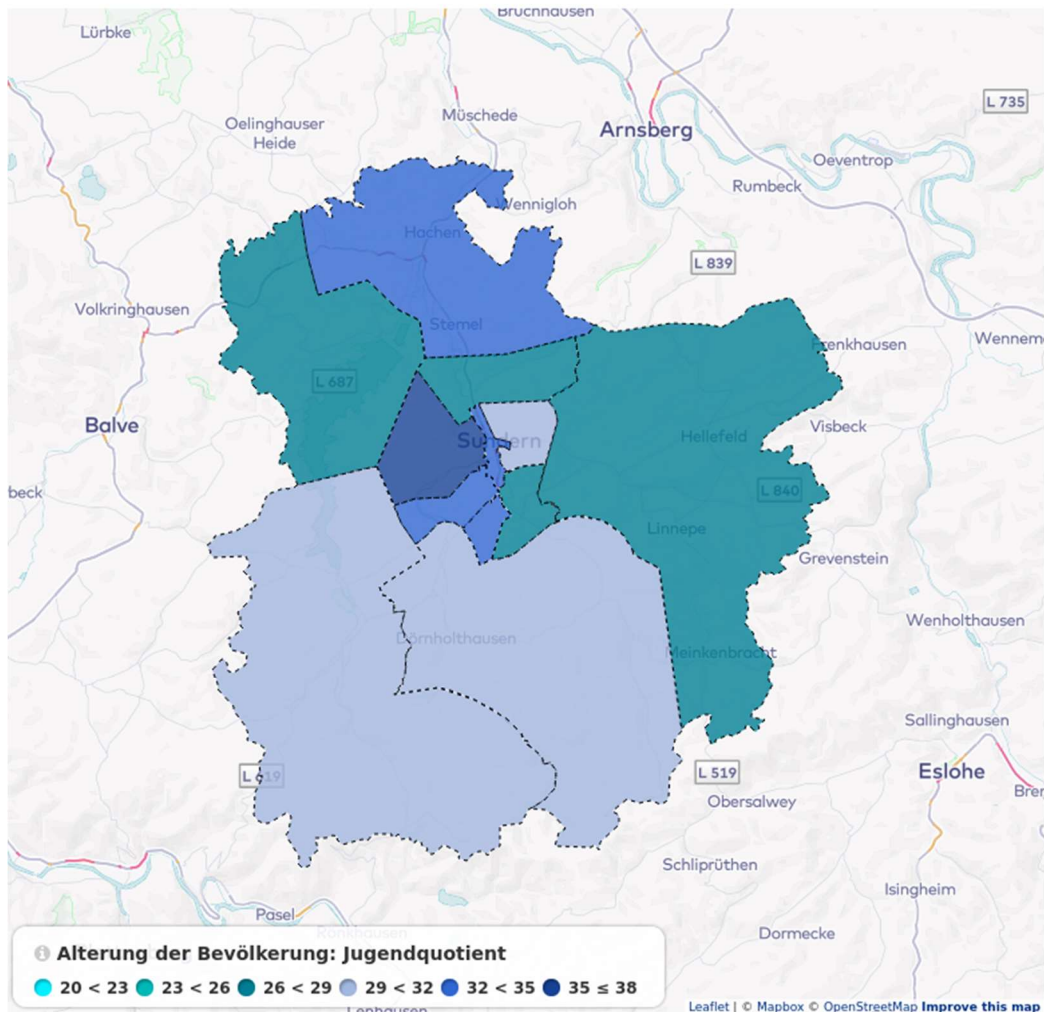 Bruchhausen
Lürbke
L 735
Müschede
Oelinghauser
Heide
Arnsberg
Oeventrop
Rumbeck
Wennigloh
Hachen
L 839
Volkringhausen
Stemel
Frenkhausen
Wennem
L 687
Balve
Sundern
Hellefeld
Visbeck
beck
L 840
Linnepe
Grevenstein
Wenholthausen
Dörnholthausen
Meinkenbracht
Sallinghausen
L 519
Eslohe
Obersalwey
Schliprüthen
Isingheim
Pasel
Rönkhausen
Dormecke
Alterung der Bevölkerung: Jugendquotient
20 < 23 23 < 26 26 < 29 29 < 32 32 < 35 35 ≤ 38
Leaflet | © Mapbox © OpenStreetMap Improve this map